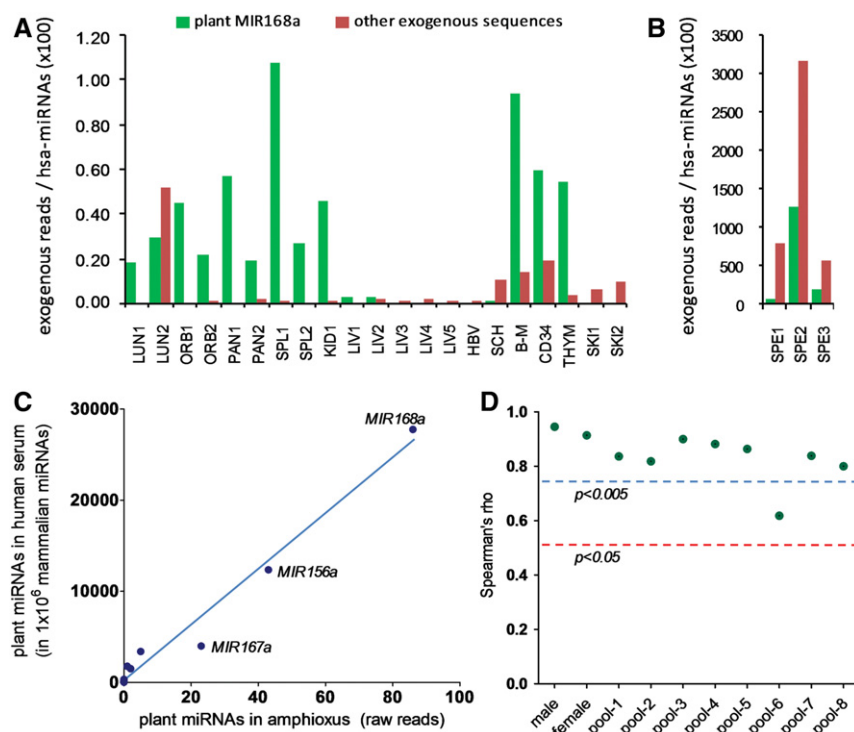 A
plant MIR168a
other exogenous sequences
exogenous reads / hsa-miRNAs (x100)
1.20
1.00
0.80
0.60
0.40
0.20
0.00
LUN1
LUN2
ORB1
ORB2
PAN1
PAN2
SPL1
SPL2
KID1
LIV1
LIV2
LIV3
LIV4
LIV5
HBV
SCH
B-M
CD34
THYM
SKI1
SKI2
B
exogenous reads / hsa-miRNAs (x100)
3500
3000
2500
2000
1500
1000
500
0
SPE1
SPE2
SPE3
C
plant miRNAs in human serum
(in 1x10⁶ mammalian miRNAs)
30000
20000
10000
0
MIR168a
MIR156a
MIR167a
0
20
40
60
80
100
plant miRNAs in amphioxus (raw reads)
D
Spearman's rho
1.0
0.8
0.6
0.4
0.2
0.0
p<0.005
p<0.05
male
female
pool-1
pool-2
pool-3
pool-4
pool-5
pool-6
pool-7
pool-8